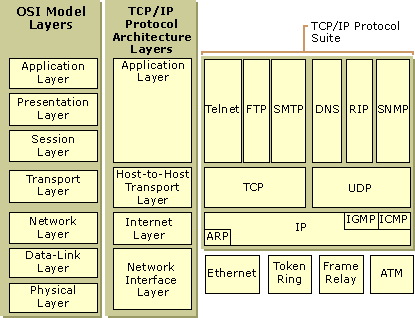 OSI Model
Layers
TCP/IP
Protocol
Architecture
Layers
TCP/IP Protocol
Suite
Application
Layer
Presentation
Layer
Session
Layer
Transport
Layer
Network
Layer
Data-Link
Layer
Physical
Layer
Application
Layer
Host-to-Host
Transport
Layer
Internet
Layer
Network
Interface
Layer
Telnet
FTP
SMTP
DNS
RIP
SNMP
TCP
UDP
IP
IGMP
ICMP
ARP
Ethernet
Token
Ring
Frame
Relay
ATM